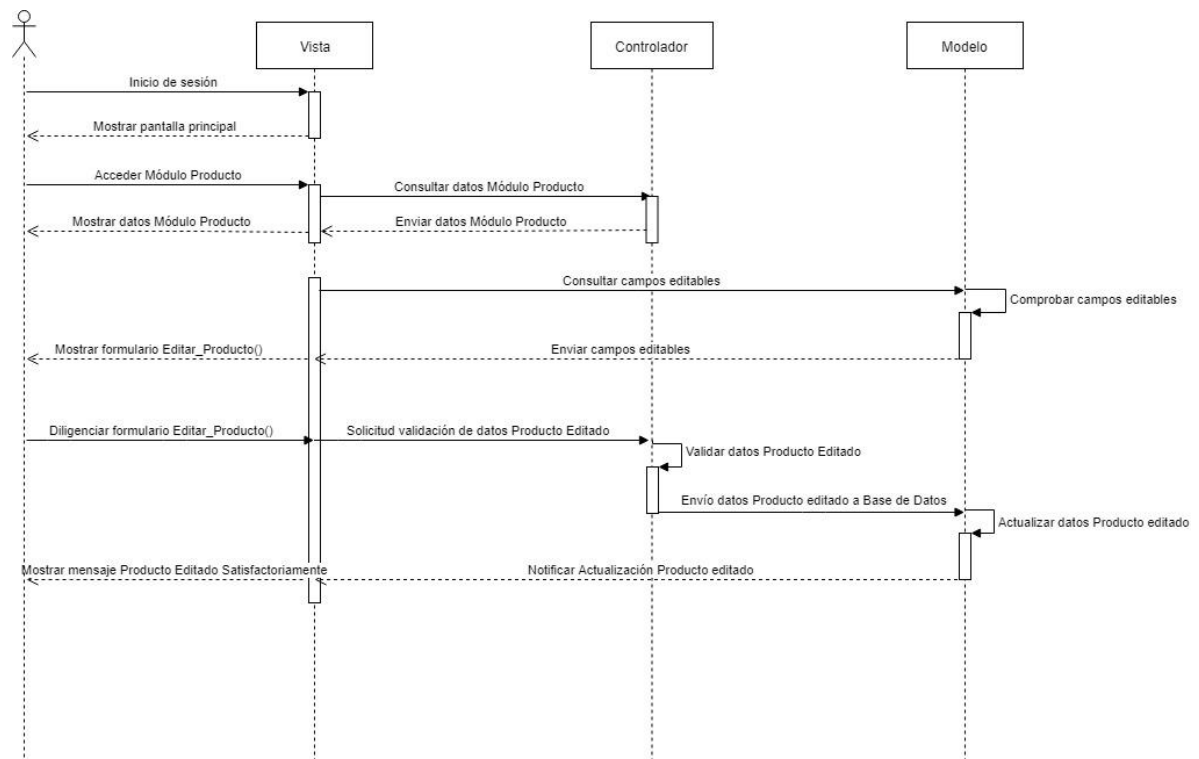 Vista
Controlador
Modelo
Inicio de sesión
Mostrar pantalla principal
Acceder Módulo Producto
Consultar datos Módulo Producto
Mostrar datos Módulo Producto
Enviar datos Módulo Producto
Consultar campos editables
Comprobar campos editables
Mostrar formulario Editar_Producto()
Enviar campos editables
Diligenciar formulario Editar_Producto()
Solicitud validación de datos Producto Editado
Validar datos Producto Editado
Envío datos Producto editado a Base de Datos
Actualizar datos Producto editado
Mostrar mensaje Producto Editado Satisfactoriamente
Notificar Actualización Producto editado